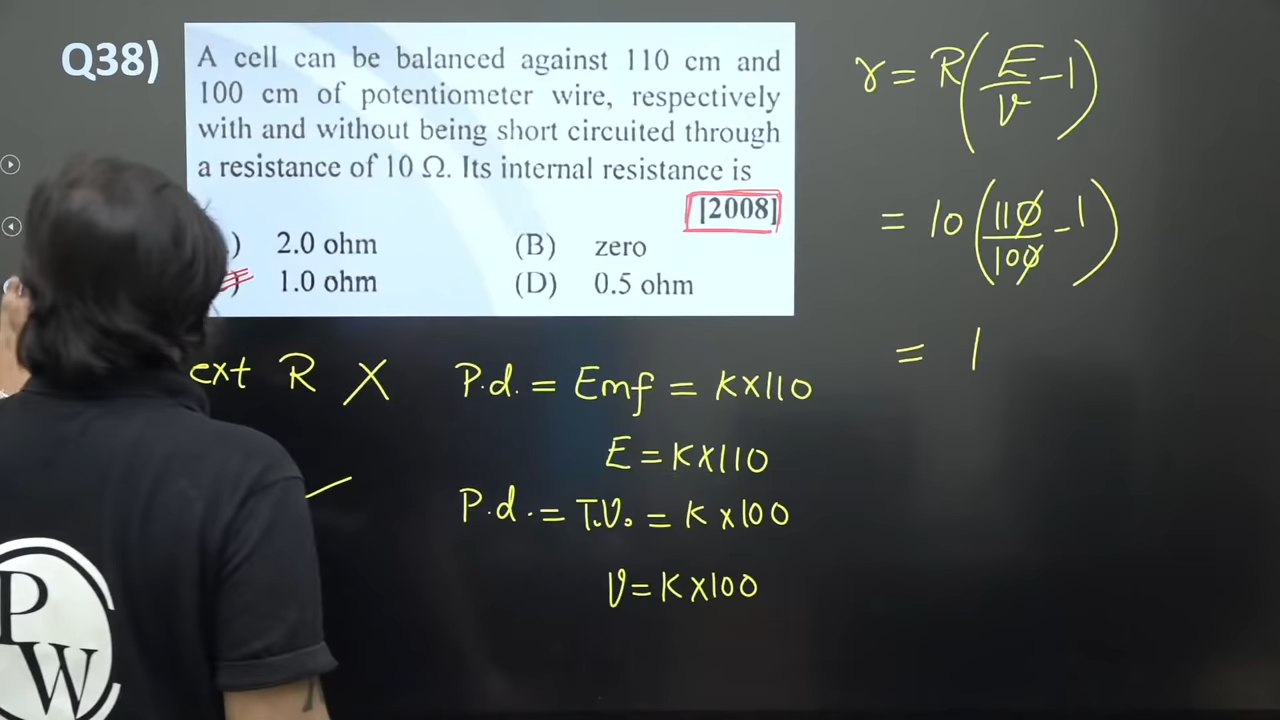 Q38)
A cell can be balanced against 110 cm and
100 cm of potentiometer wire, respectively
with and without being short circuited through
a resistance of 10 Ω. Its internal resistance is
[2008]
) 2.0 ohm (B) zero
) 1.0 ohm (D) 0.5 ohm
r = R(E/V - 1)
= 10(110/100 - 1)
= 1
ext R X P.d. = Emf = K×110
E = K×110
✓ P.d. = T.V. = K×100
V = K×100
PW